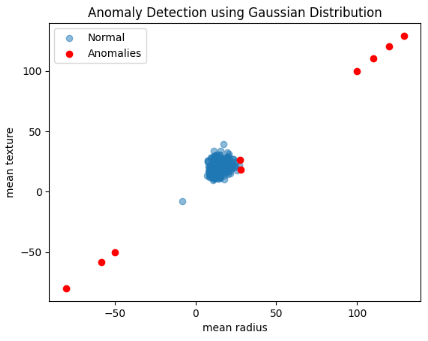 Anomaly Detection using Gaussian Distribution
Normal
Anomalies
mean texture
100
50
0
−50
−50
0
50
100
mean radius